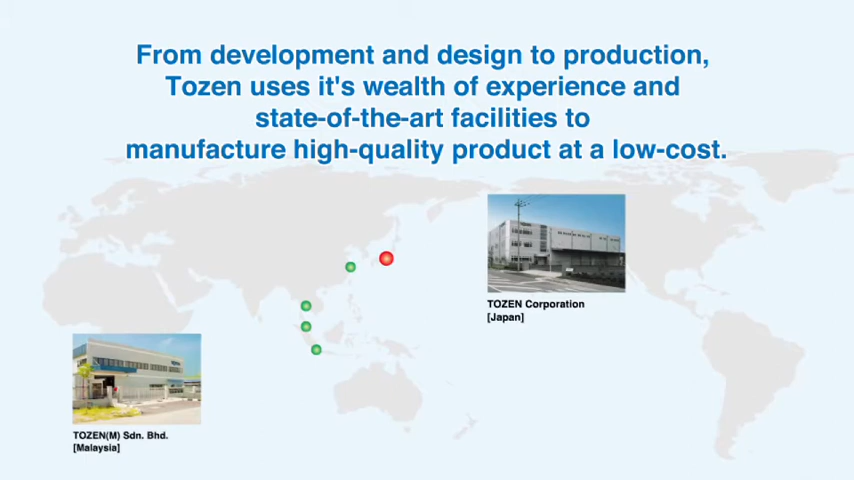 From development and design to production,
Tozen uses it's wealth of experience and
state-of-the-art facilities to
manufacture high-quality product at a low-cost.
TOZEN Corporation
[Japan]
TOZEN(M) Sdn. Bhd.
[Malaysia]